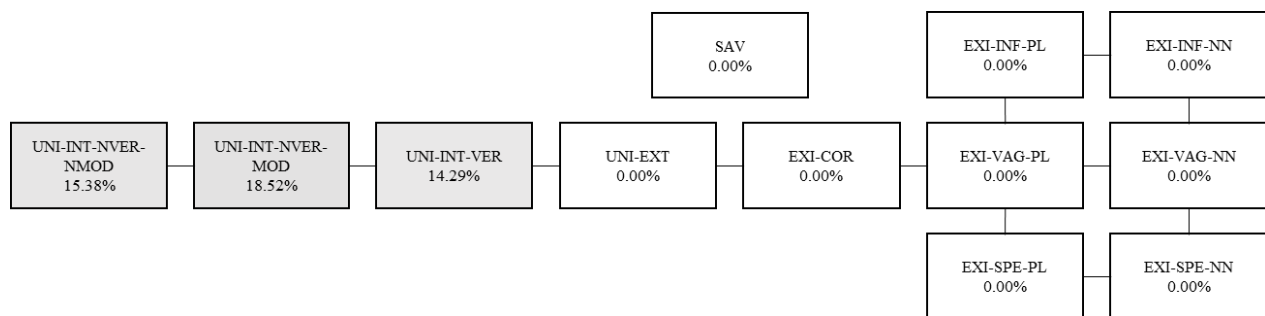 SAV
0.00%
EXI-INF-PL
0.00%
EXI-INF-NN
0.00%
UNI-INT-NVER-
NMOD
15.38%
UNI-INT-NVER-
MOD
18.52%
UNI-INT-VER
14.29%
UNI-EXT
0.00%
EXI-COR
0.00%
EXI-VAG-PL
0.00%
EXI-VAG-NN
0.00%
EXI-SPE-PL
0.00%
EXI-SPE-NN
0.00%